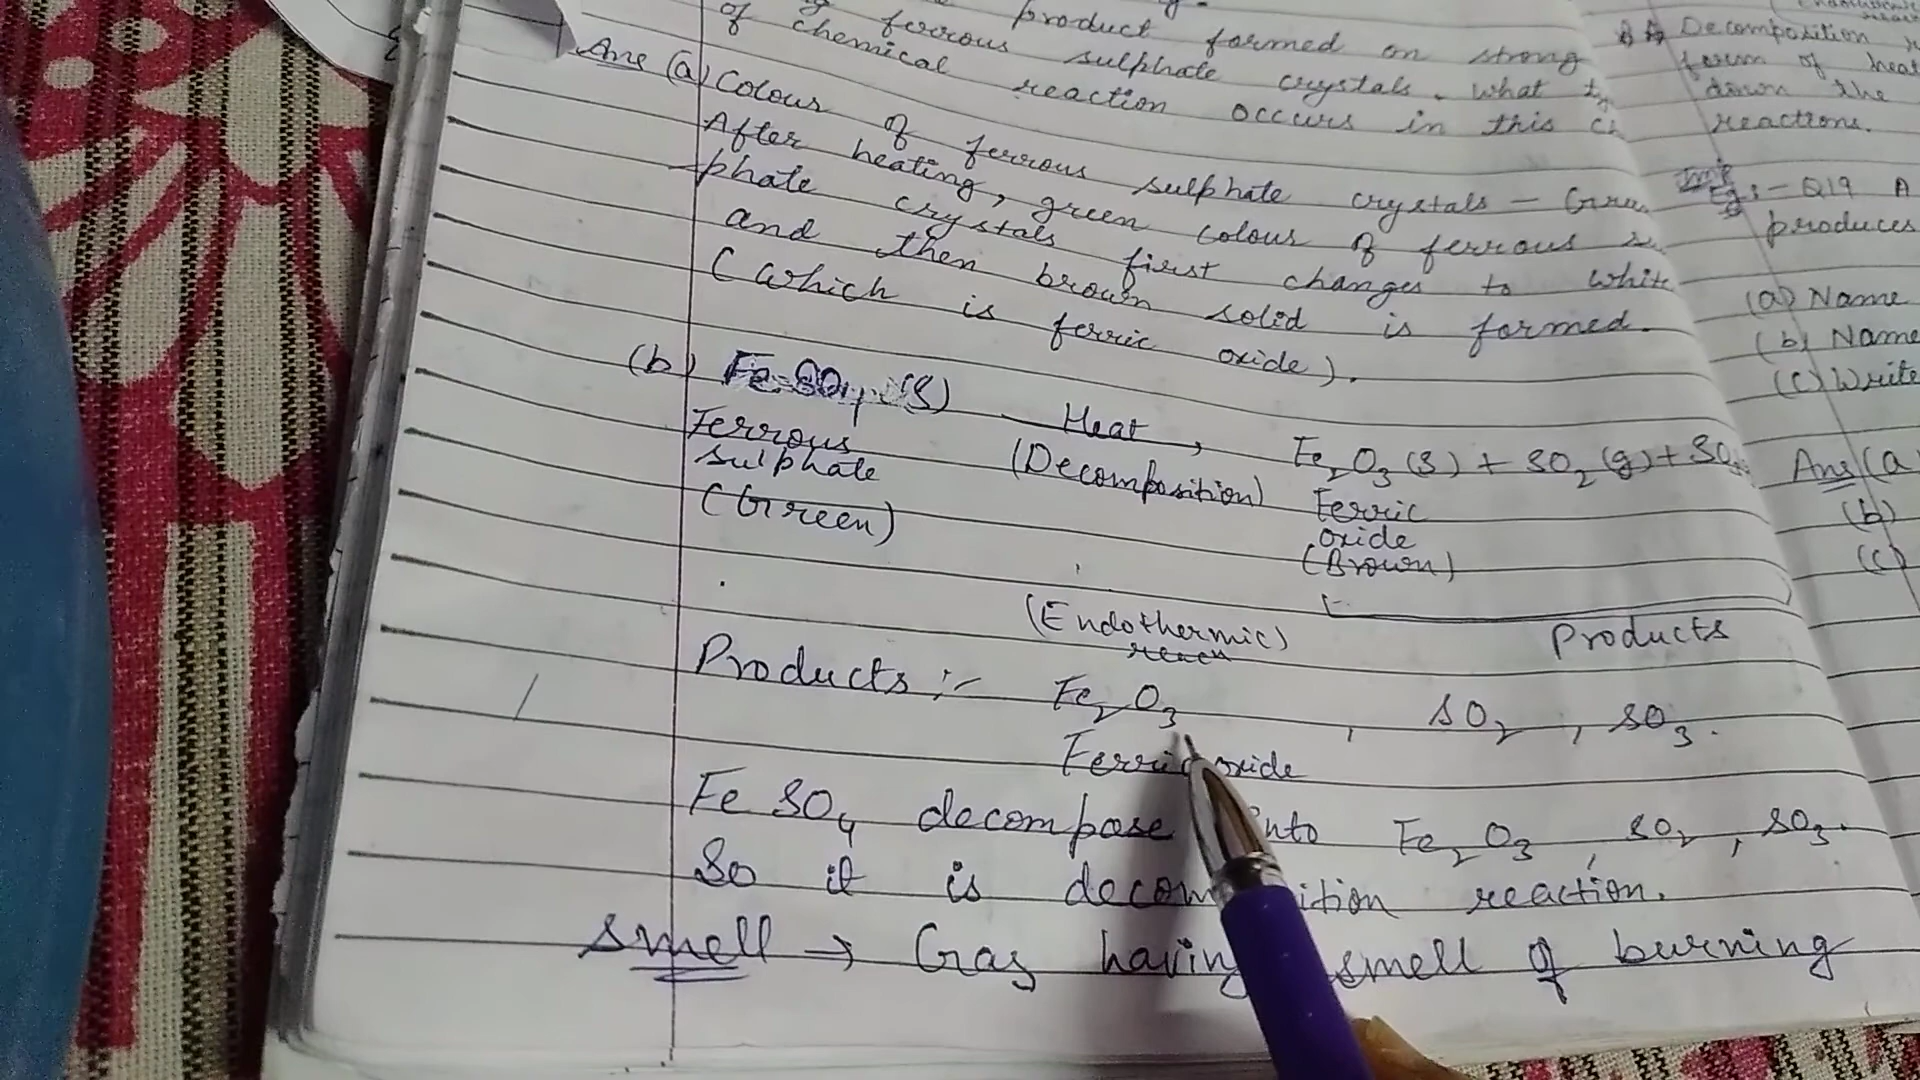 product formed on strong
of ferrous sulphate crystals. what
of chemical reaction occurs in this
Ans (a) Colour of ferrous sulphate crystals -
After heating, green colour of ferrous
phate crystals first changes to white
and then brown solid is formed.
(which is ferric oxide).
(b) FeSO4 (s) Heat → Fe2O3 (s) + SO2 (g) +
Ferrous sulphate (Green) (Decomposition) Ferric oxide (Brown)
(Endothermic) Products
Products :- Fe2O3 , SO2 , SO3.
Ferric oxide
FeSO4 decompose into Fe2O3 , SO2 , SO3.
So it is reaction.
Smell → Gas having smell of burning
Decomposition
form of heat
down the
reactions.
Imp
Eg:- Q19 A
produces
(a) Name
(b) Name
(c) Write
Ans (a
(b)
(c)